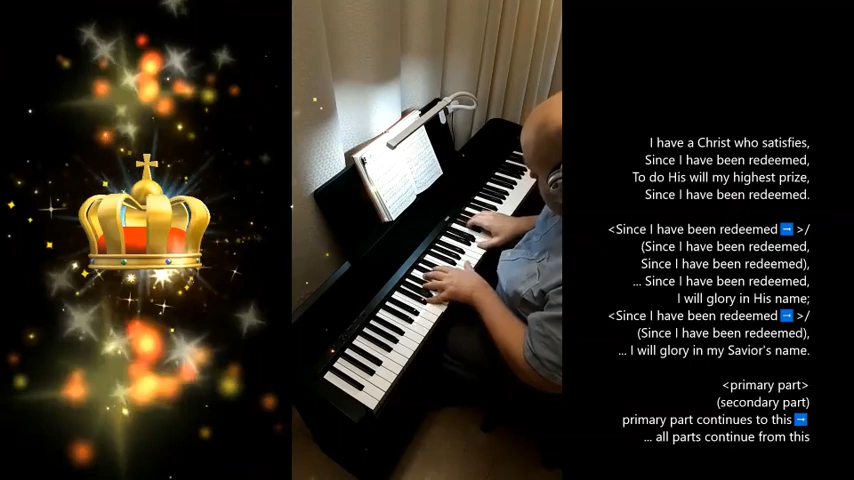 I have a Christ who satisfies,
Since I have been redeemed,
To do His will my highest prize,
Since I have been redeemed.
<Since I have been redeemed ➡ >/
(Since I have been redeemed,
Since I have been redeemed),
... Since I have been redeemed,
I will glory in His name;
<Since I have been redeemed ➡ >/
(Since I have been redeemed),
... I will glory in my Savior's name.
<primary part>
(secondary part)
primary part continues to this ➡
... all parts continue from this